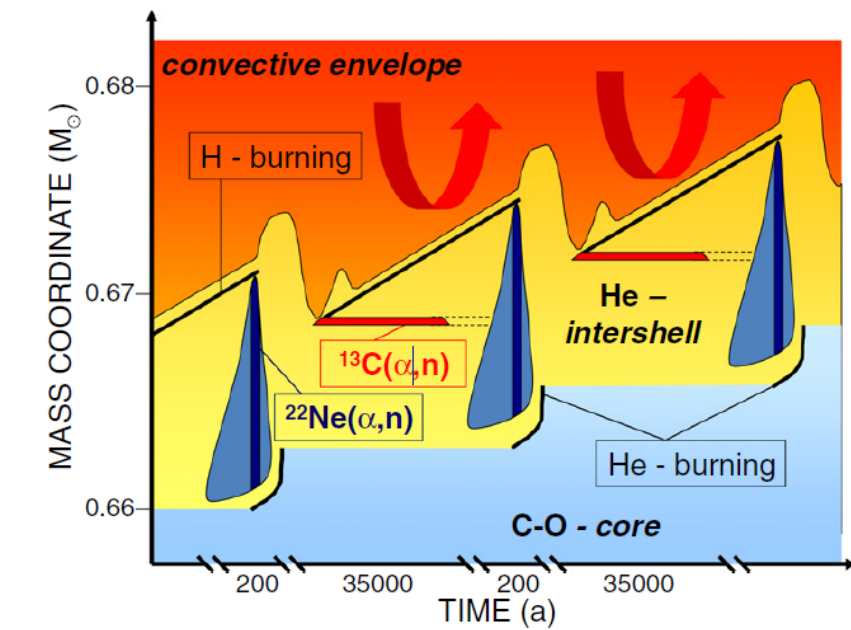 convective envelope
0.68
H - burning
MASS COORDINATE (M⊙)
0.67
He –
intershell
¹³C(α,n)
²²Ne(α,n)
He - burning
0.66
C-O - core
200 35000 200 35000
TIME (a)